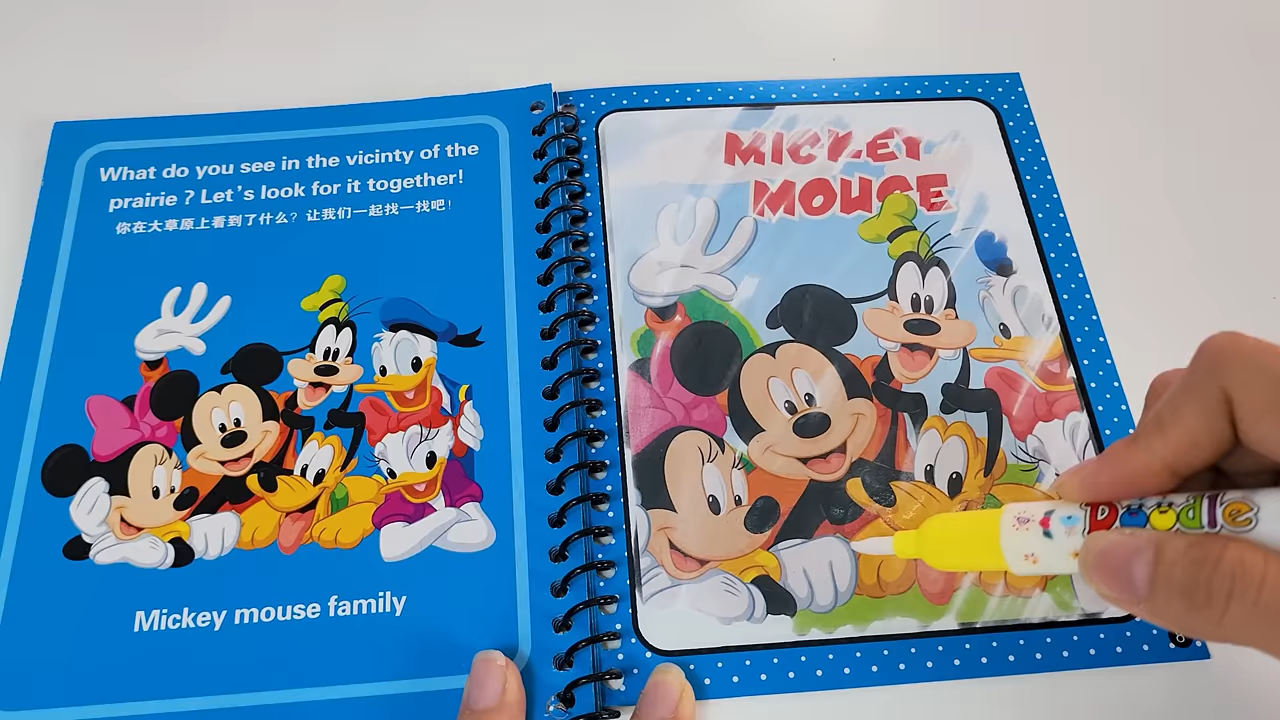 What do you see in the vicinty of the
prairie ? Let's look for it together!
你在大草原上看到了什么？让我们一起找一找吧！
Mickey mouse family
MICKEY
MOUSE
Doodle